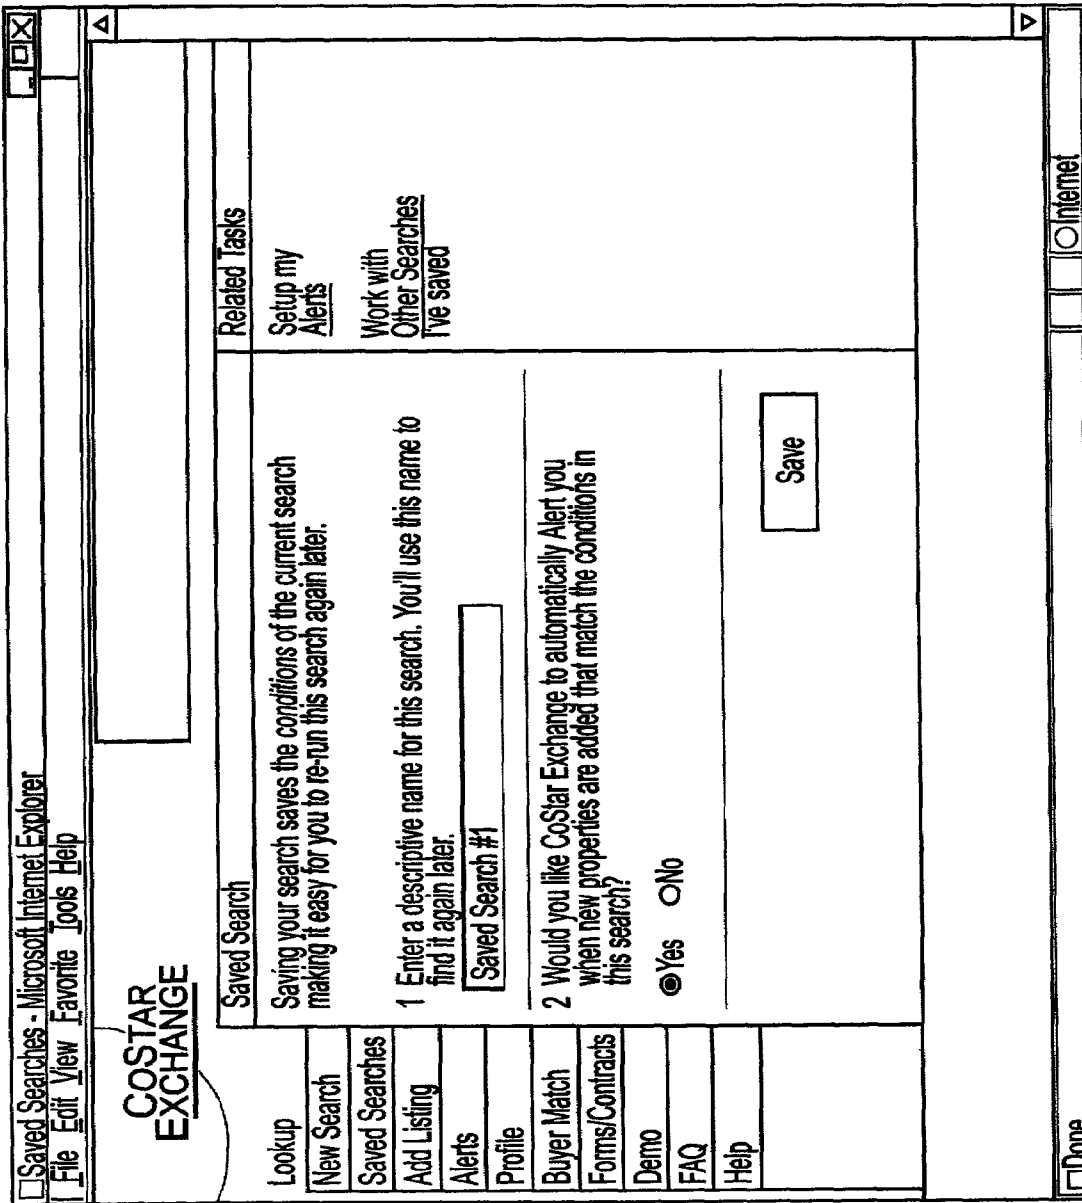 Saved Searches - Microsoft Internet Explorer
File Edit View Favorite Tools Help
COSTAR
EXCHANGE
Lookup
New Search
Saved Searches
Add Listing
Alerts
Profile
Buyer Match
Forms/Contracts
Demo
FAQ
Help
Saved Search
Saving your search saves the conditions of the current search
making it easy for you to re-run this search again later.
1 Enter a descriptive name for this search. You'll use this name to
find it again later.
Saved Search #1
2 Would you like CoStar Exchange to automatically Alert you
when new properties are added that match the conditions in
this search?
Yes No
Save
Related Tasks
Setup my
Alerts
Work with
Other Searches
I've saved
Done
Internet